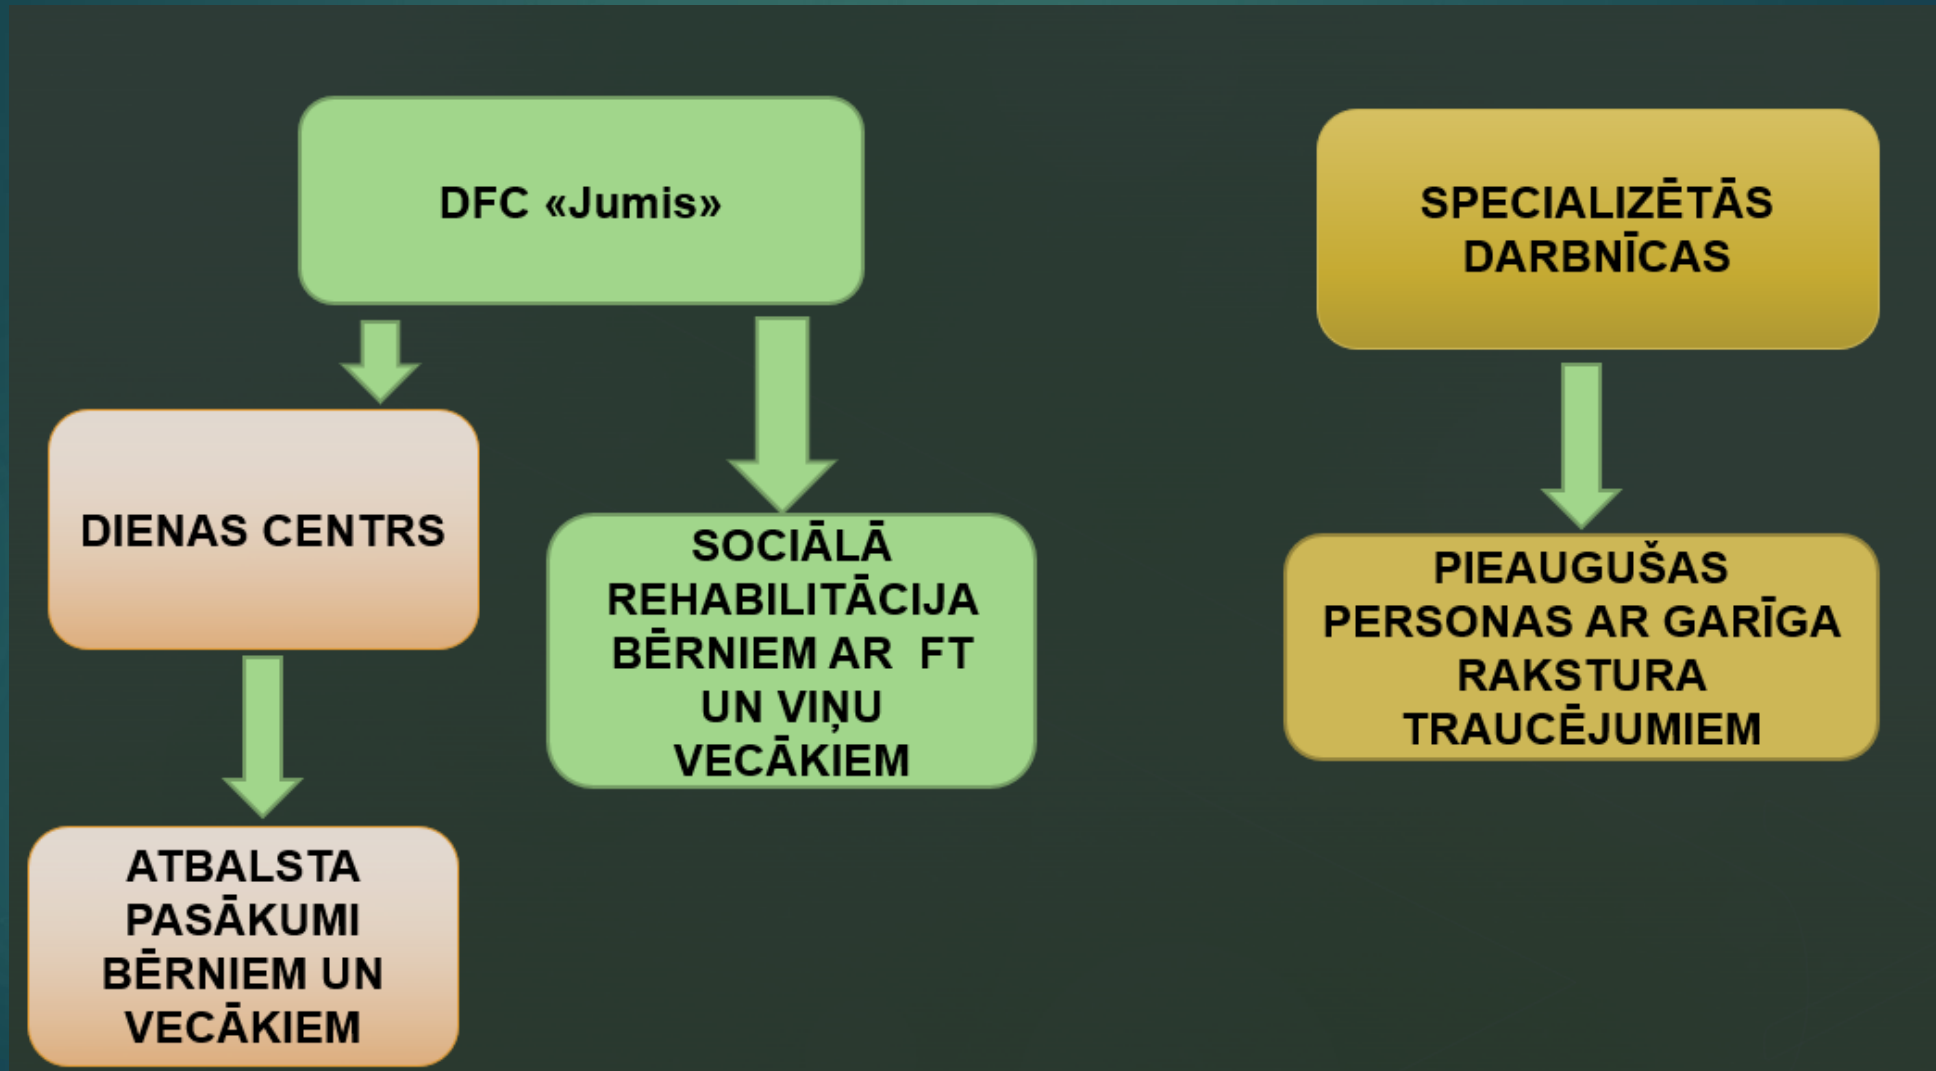 DFC «Jumis»
SPECIALIZĒTĀS
DARBNĪCAS
DIENAS CENTRS
SOCIĀLĀ
REHABILITĀCIJA
BĒRNIEM AR  FT
UN VIŅU
VECĀKIEM
PIEAUGUŠAS
PERSONAS AR GARĪGA
RAKSTURA
TRAUCĒJUMIEM
ATBALSTA
PASĀKUMI
BĒRNIEM UN
VECĀKIEM